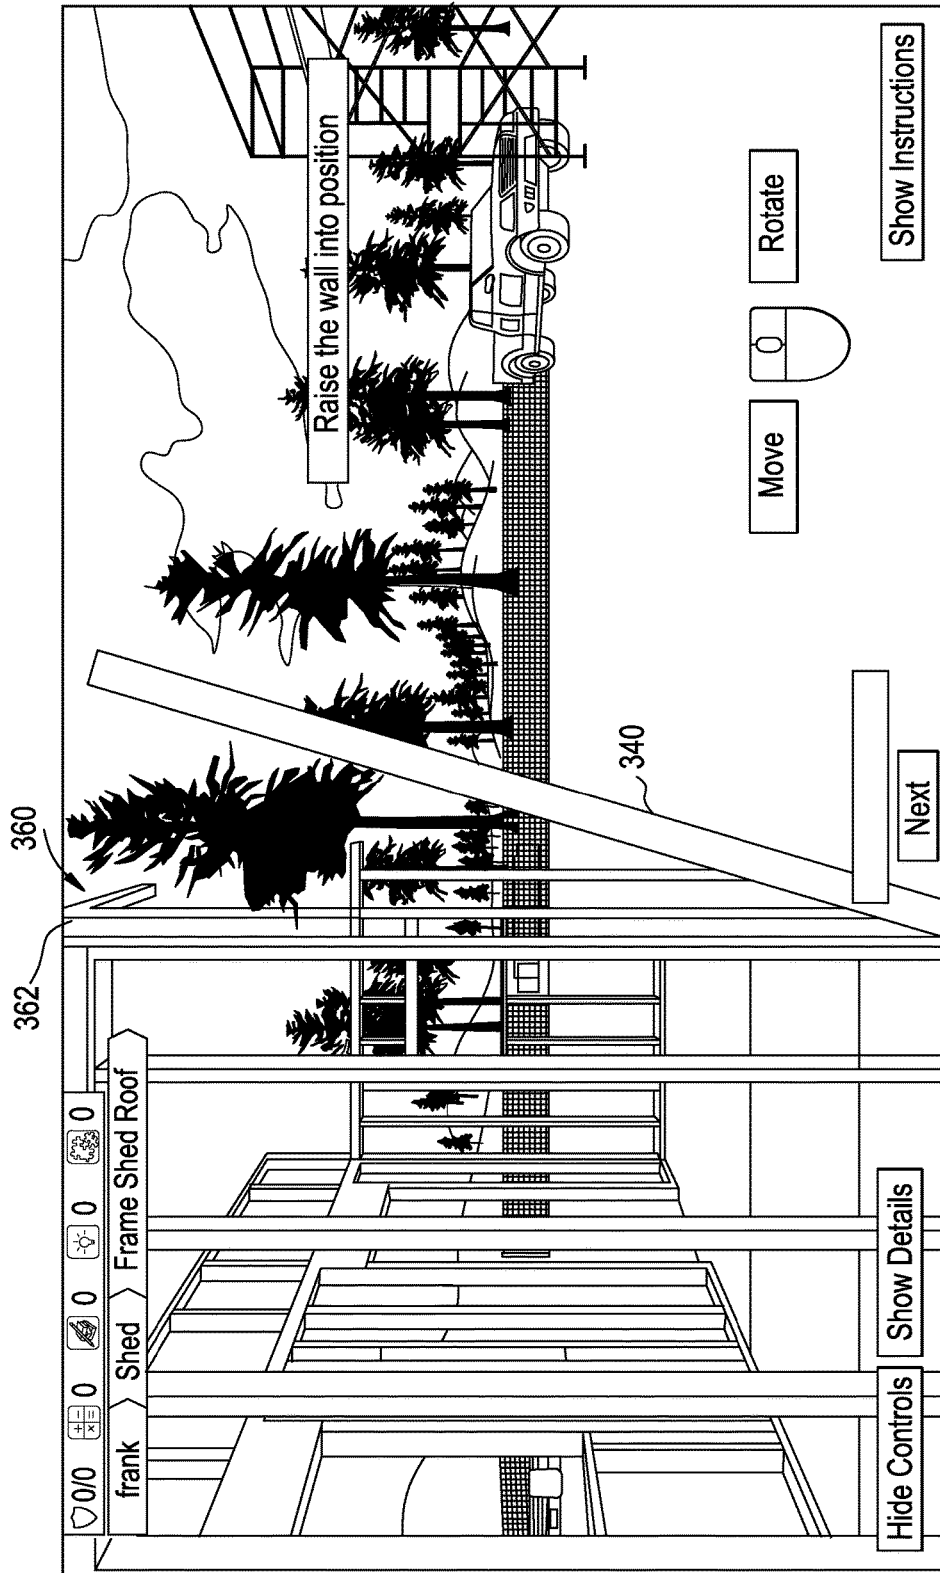 362
360
0/0 0 0 0 0
frank Shed Frame Shed Roof
Raise the wall into position
340
Move Rotate
Hide Controls Show Details Next Show Instructions